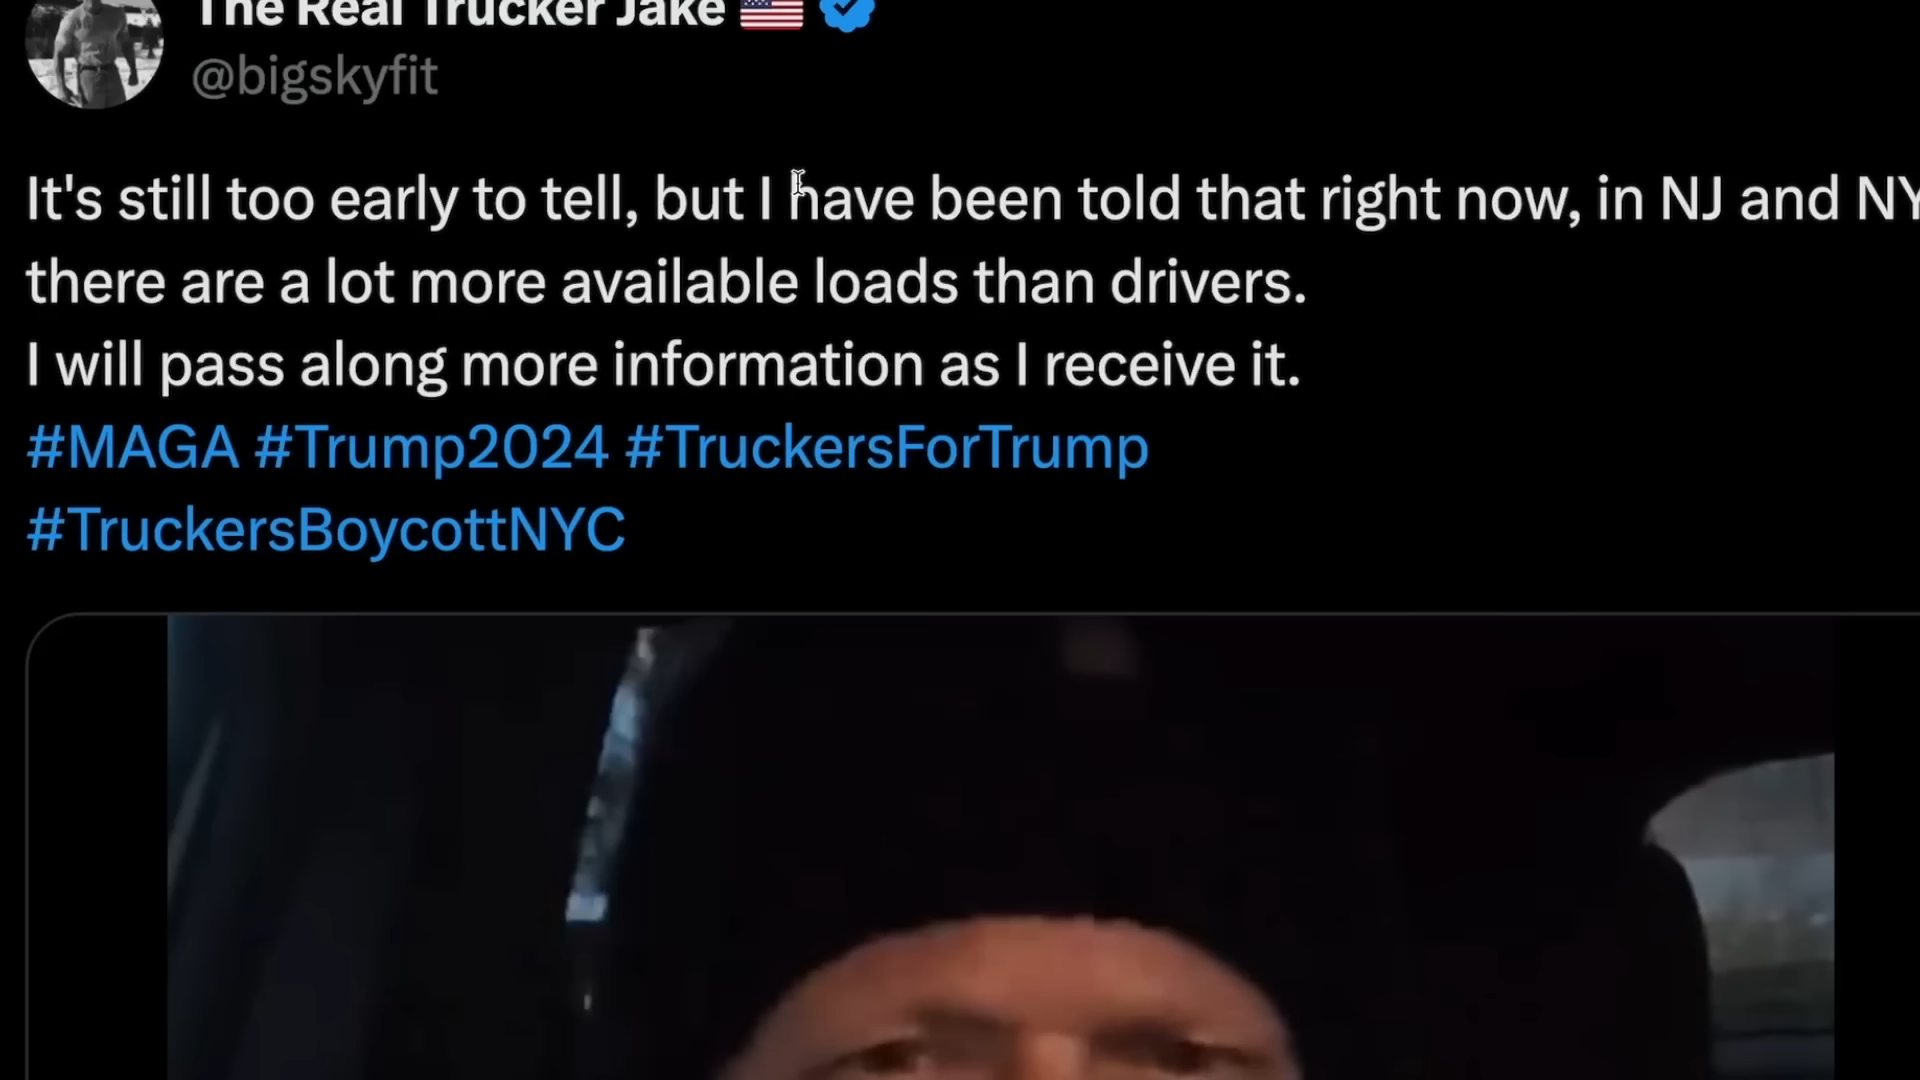 The Real Trucker Jake
@bigskyfit
It's still too early to tell, but I have been told that right now, in NJ and NY
there are a lot more available loads than drivers.
I will pass along more information as I receive it.
#MAGA #Trump2024 #TruckersForTrump
#TruckersBoycottNYC